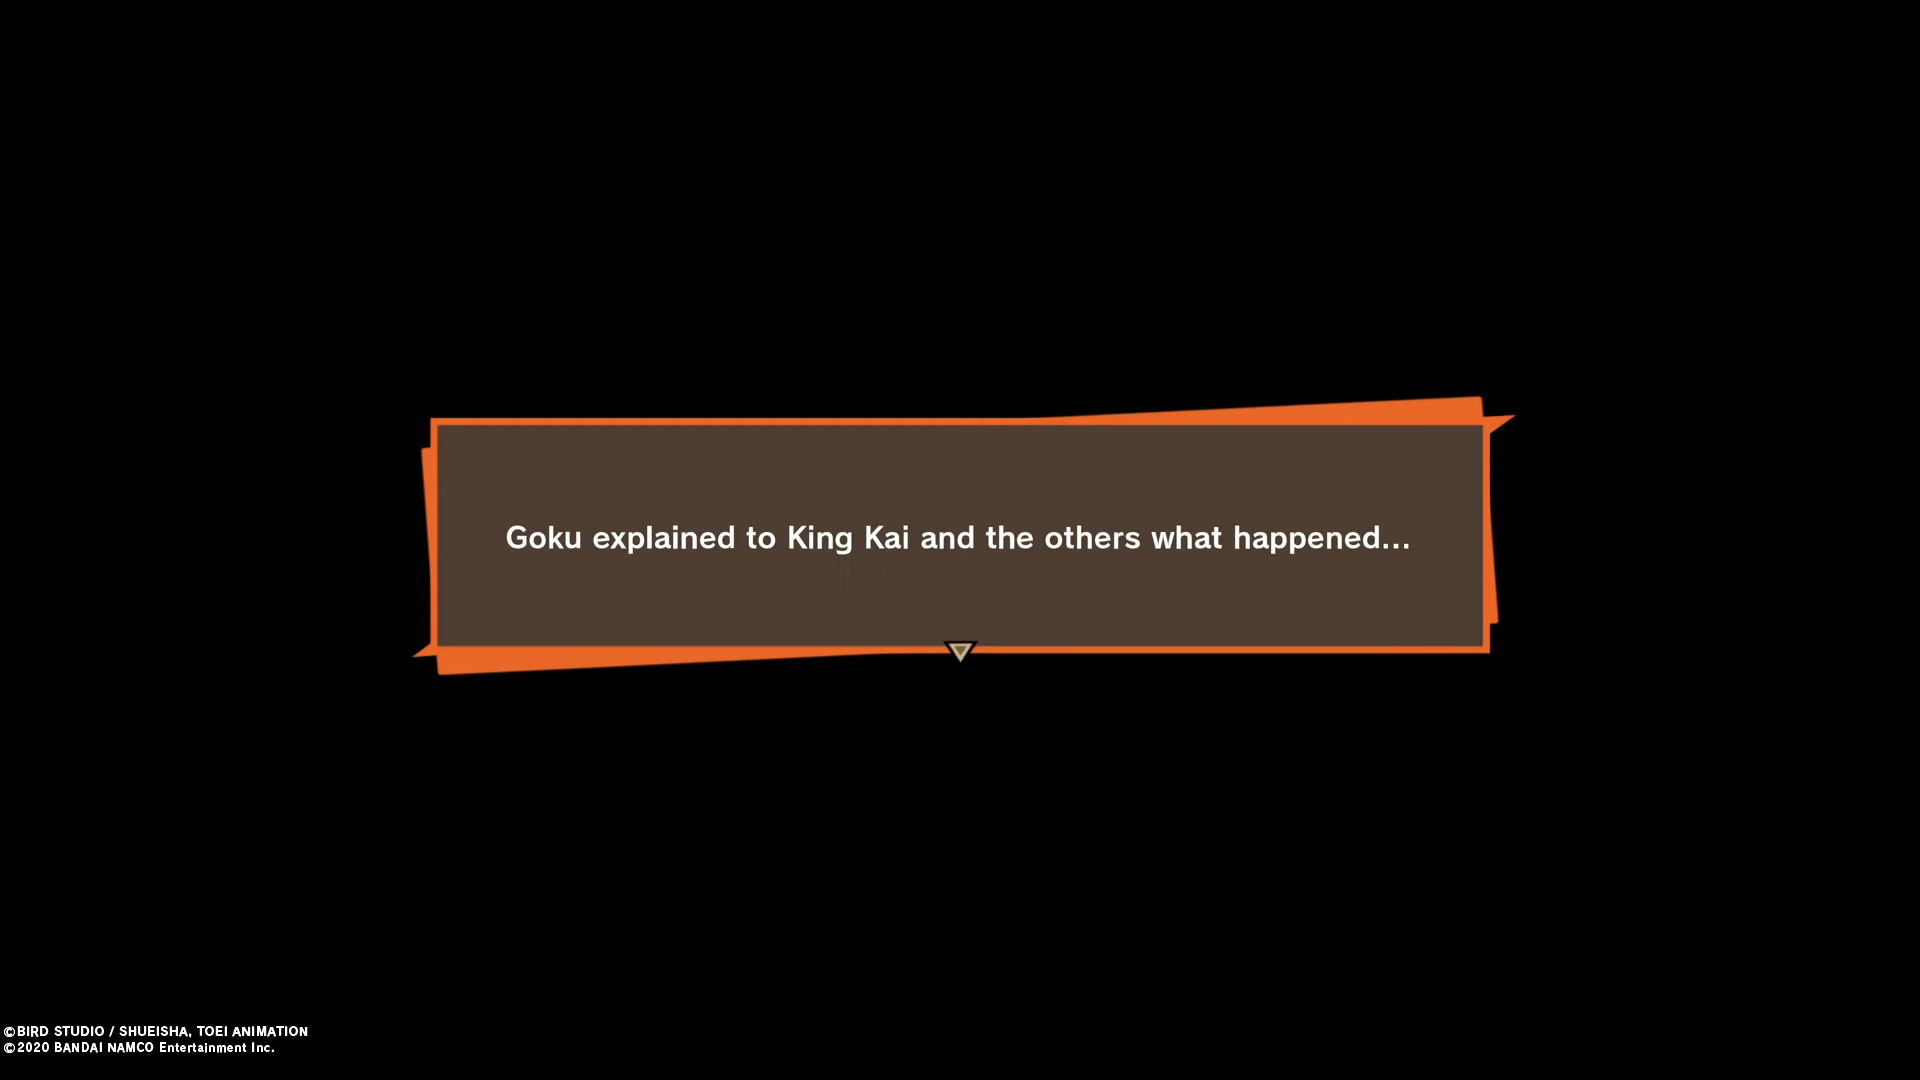 Goku explained to King Kai and the others what happened...
©BIRD STUDIO / SHUEISHA, TOEI ANIMATION
©2020 BANDAI NAMCO Entertainment Inc.